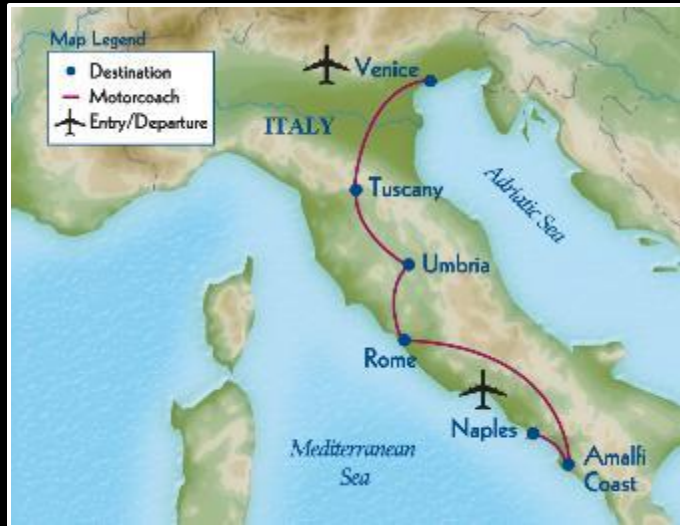 Map Legend
Destination
Motorcoach
Entry/Departure
Venice
ITALY
Tuscany
Adriatic Sea
Umbria
Rome
Naples
Mediterranean
Sea
Amalfi
Coast